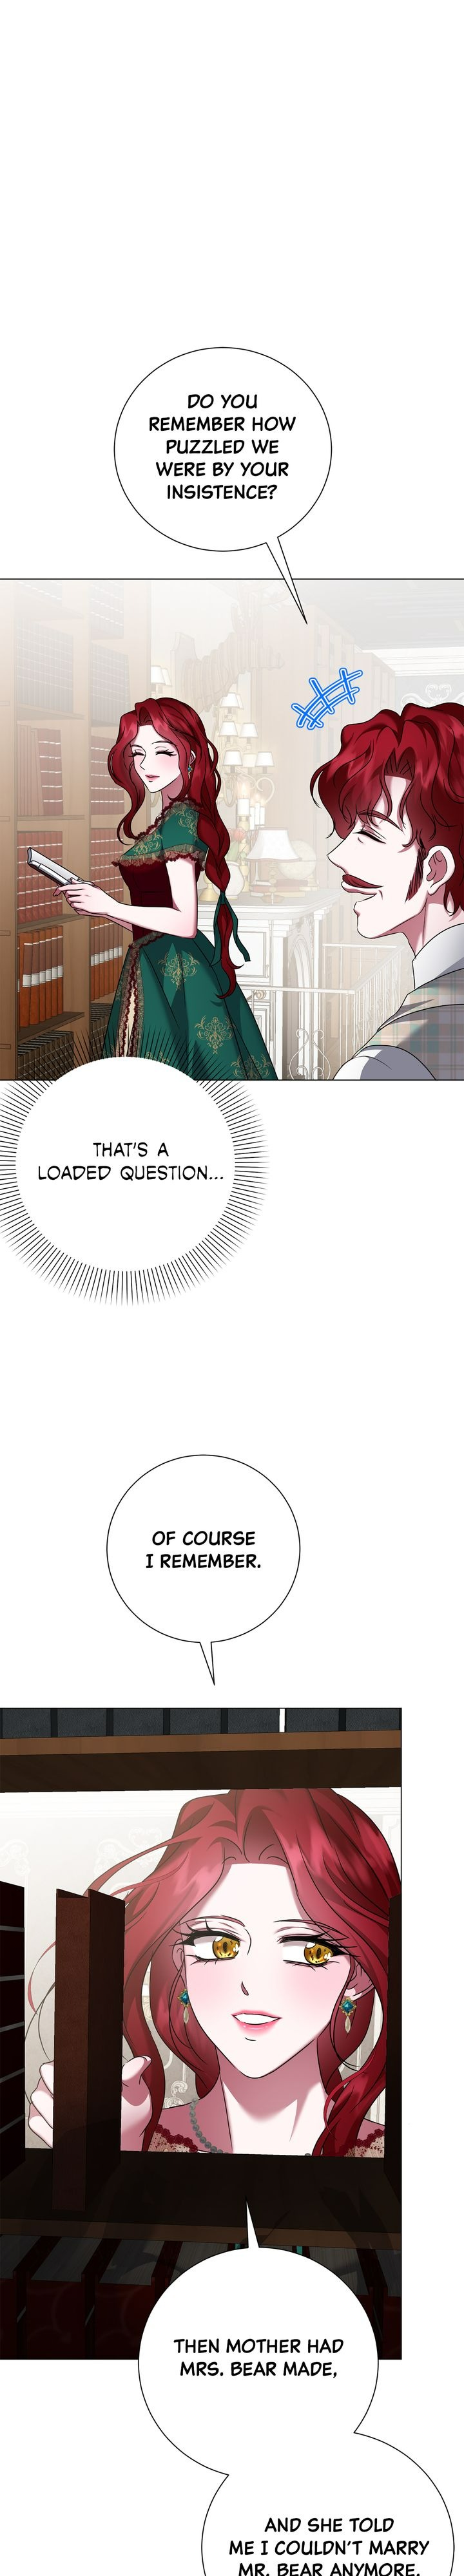 DO YOU
REMEMBER HOW
PUZZLED WE
WERE BY YOUR
INSISTENCE?
THAT'S A
LOADED QUESTION...
OF COURSE
I REMEMBER.
THEN MOTHER HAD
MRS. BEAR MADE,
AND SHE TOLD
ME I COULDN'T MARRY
MR. BEAR ANYMORE.